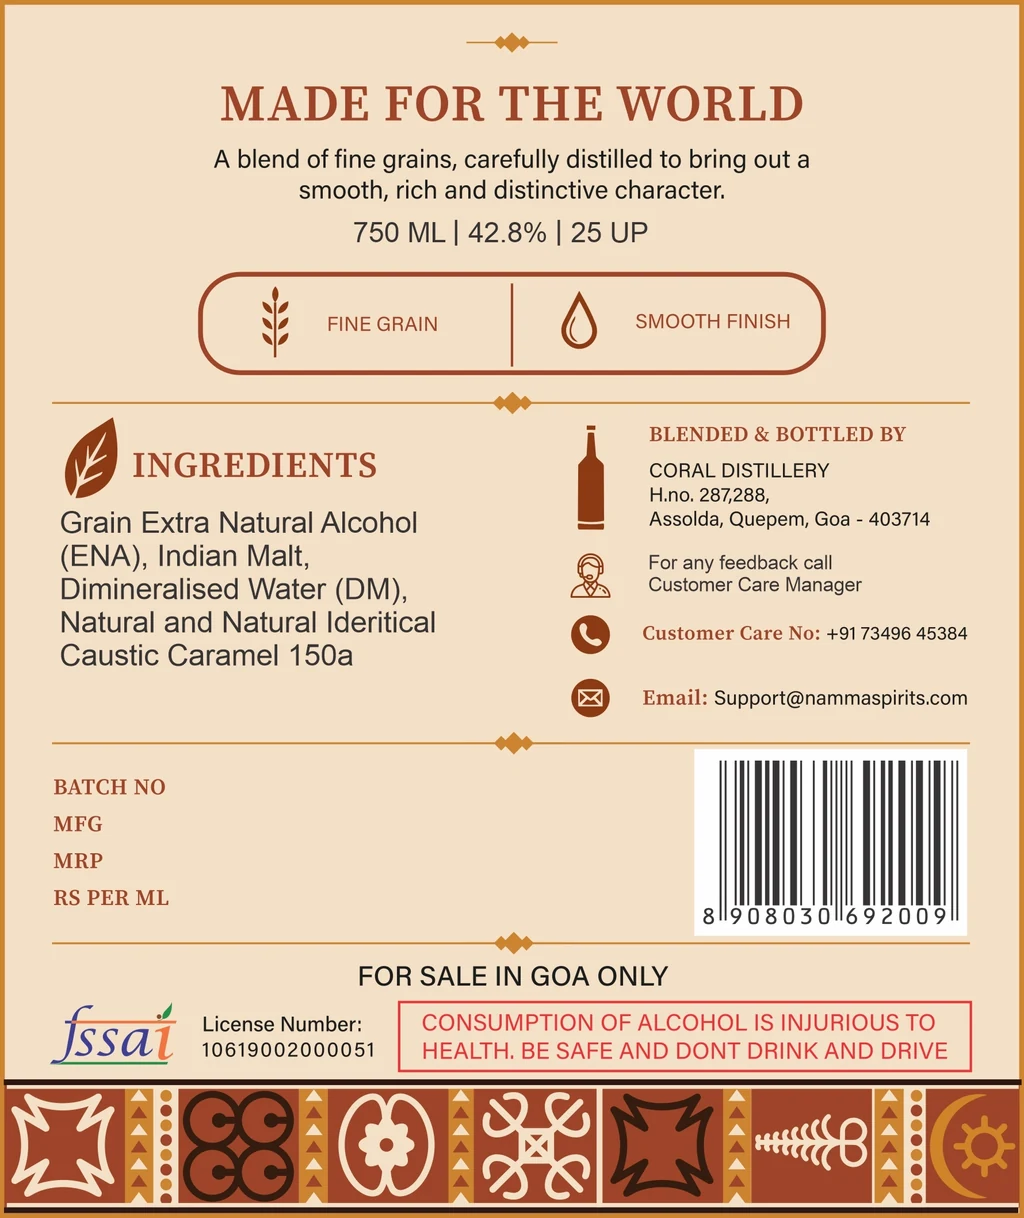 MADE FOR THE WORLD
A blend of fine grains, carefully distilled to bring out a
smooth, rich and distinctive character.
750 ML | 42.8% | 25 UP
FINE GRAIN
SMOOTH FINISH
INGREDIENTS
Grain Extra Natural Alcohol
(ENA), Indian Malt,
Dimineralised Water (DM),
Natural and Natural Ideritical
Caustic Caramel 150a
BLENDED & BOTTLED BY
CORAL DISTILLERY
H.no. 287,288,
Assolda, Quepem, Goa - 403714
For any feedback call
Customer Care Manager
Customer Care No: +91 73496 45384
Email: Support@nammaspirits.com
BATCH NO
MFG
MRP
RS PER ML
8 908030 692009
FOR SALE IN GOA ONLY
fssai
License Number:
10619002000051
CONSUMPTION OF ALCOHOL IS INJURIOUS TO
HEALTH. BE SAFE AND DONT DRINK AND DRIVE